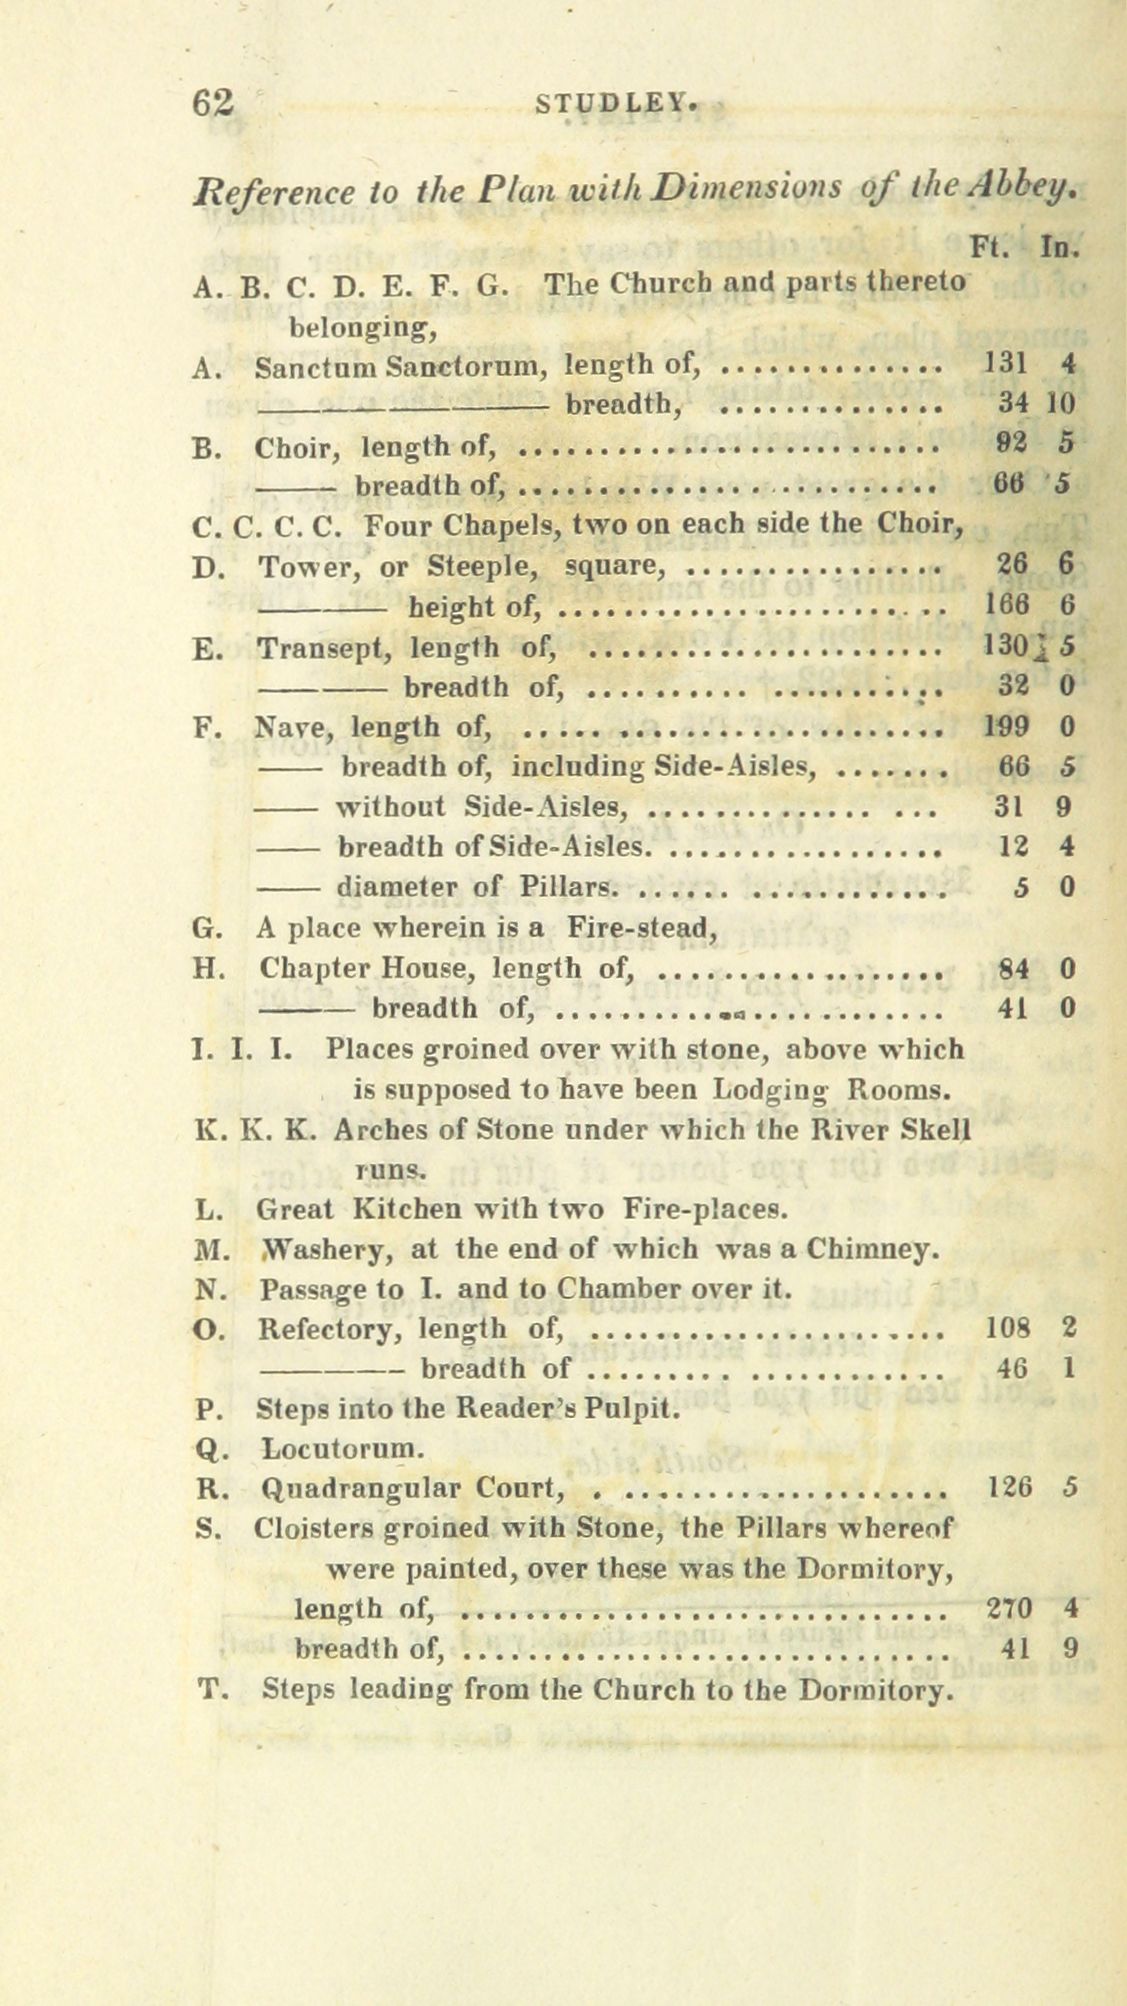 62 STUDLEY.
Reference to the Plan with Dimensions of the Abbey.
Ft. In.
A. B. C. D. E. F. G. The Church and parts thereto
belonging,
A. Sanctum Sanctorum, length of, .............. 131 4
——— breadth, .............. 34 10
B. Choir, length of, .......................... 92 5
—— breadth of, .......................... 66 5
C. C. C. C. Four Chapels, two on each side the Choir,
D. Tower, or Steeple, square, ................ 26 6
——— height of, ........................ 166 6
E. Transept, length of, ...................... 130 5
——— breadth of, .......... ........... 32 0
F. Nave, length of, ...... .................... 199 0
—— breadth of, including Side-Aisles, ....... 66 5
—— without Side-Aisles, .............. ... 31 9
—— breadth of Side-Aisles. .................. 12 4
—— diameter of Pillars. ...... ............ 5 0
G. A place wherein is a Fire-stead,
H. Chapter House, length of, .................. 84 0
——— breadth of, ........................ 41 0
I. I. I. Places groined over with stone, above which
is supposed to have been Lodging Rooms.
K. K. K. Arches of Stone under which the River Skell
runs.
L. Great Kitchen with two Fire-places.
M. Washery, at the end of which was a Chimney.
N. Passage to I. and to Chamber over it.
O. Refectory, length of, ...................... 108 2
——— breadth of ......... ............ 46 1
P. Steps into the Reader's Pulpit.
Q. Locutorum.
R. Quadrangular Court, . .................... 126 5
S. Cloisters groined with Stone, the Pillars whereof
were painted, over these was the Dormitory,
length of, .............................. 270 4
breadth of, .............................. 41 9
T. Steps leading from the Church to the Dormitory.